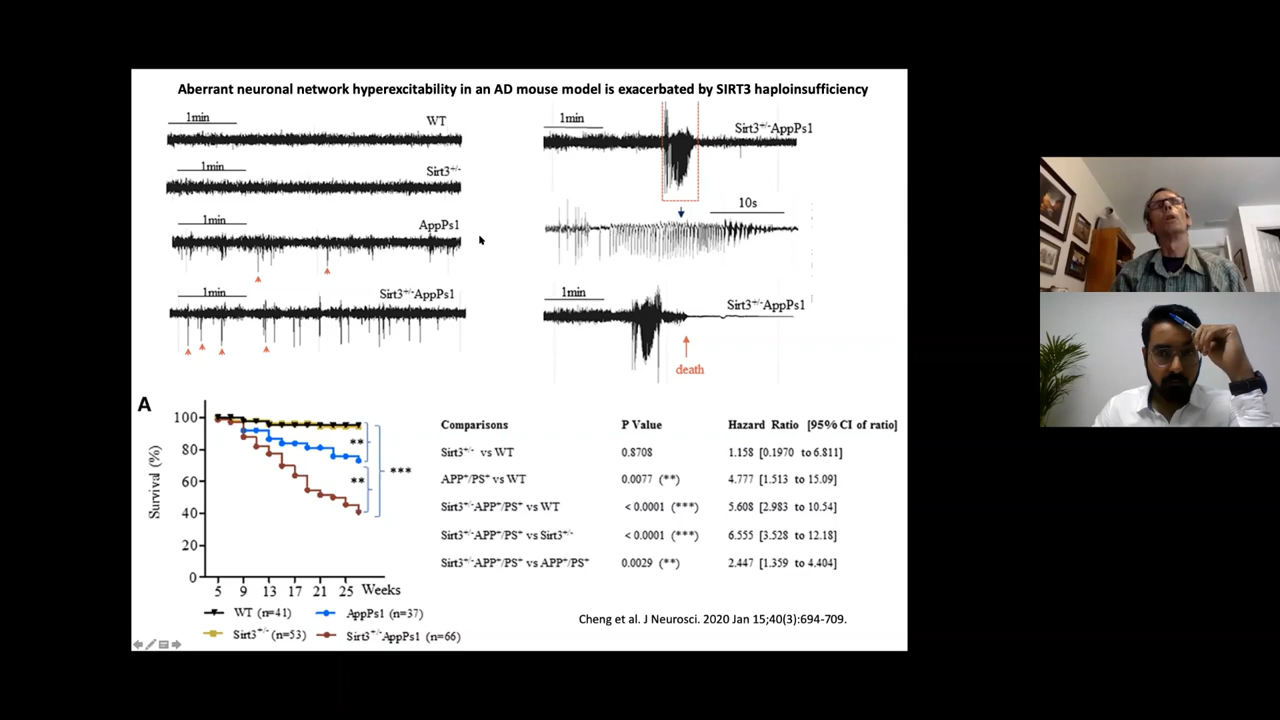 Aberrant neuronal network hyperexcitability in an AD mouse model is exacerbated by SIRT3 haploinsufficiency
1min
WT
1min
Sirt3+/-
1min
AppPs1
1min
Sirt3+/-AppPs1
1min
Sirt3+/-AppPs1
10s
1min
Sirt3+/-AppPs1
death
A
Survival (%)
100
80
60
40
20
0
5 9 13 17 21 25 Weeks
**
**
***
WT (n=41)
AppPs1 (n=37)
Sirt3+/- (n=53)
Sirt3+/-AppPs1 (n=66)
Comparisons P Value Hazard Ratio [95% CI of ratio]
Sirt3+/- vs WT 0.8708 1.158 [0.1970 to 6.811]
APP+/PS+ vs WT 0.0077 (**) 4.777 [1.513 to 15.09]
Sirt3+/-APP+/PS+ vs WT < 0.0001 (***) 5.608 [2.983 to 10.54]
Sirt3+/-APP+/PS+ vs Sirt3+/- < 0.0001 (***) 6.555 [3.528 to 12.18]
Sirt3+/-APP+/PS+ vs APP+/PS+ 0.0029 (**) 2.447 [1.359 to 4.404]
Cheng et al. J Neurosci. 2020 Jan 15;40(3):694-709.